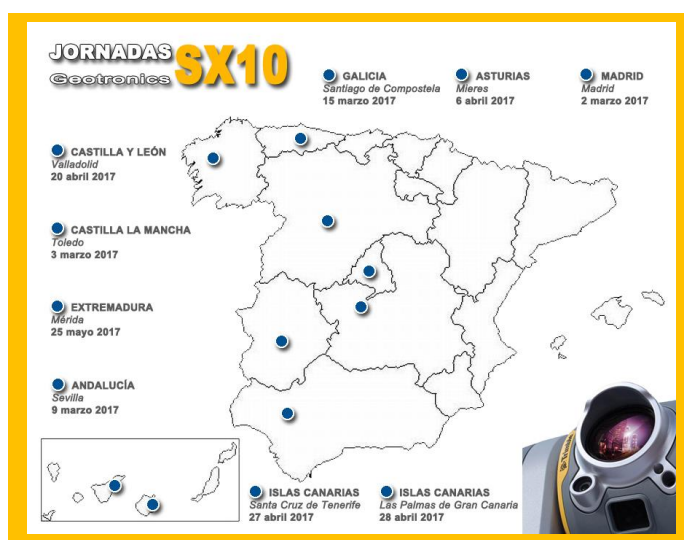 JORNADAS
Geotronics
SX10
GALICIA
Santiago de Compostela
15 marzo 2017
ASTURIAS
Mieres
6 abril 2017
MADRID
Madrid
2 marzo 2017
CASTILLA Y LEÓN
Valladolid
20 abril 2017
CASTILLA LA MANCHA
Toledo
3 marzo 2017
EXTREMADURA
Mérida
25 mayo 2017
ANDALUCÍA
Sevilla
9 marzo 2017
ISLAS CANARIAS
Santa Cruz de Tenerife
27 abril 2017
ISLAS CANARIAS
Las Palmas de Gran Canaria
28 abril 2017
Trimble